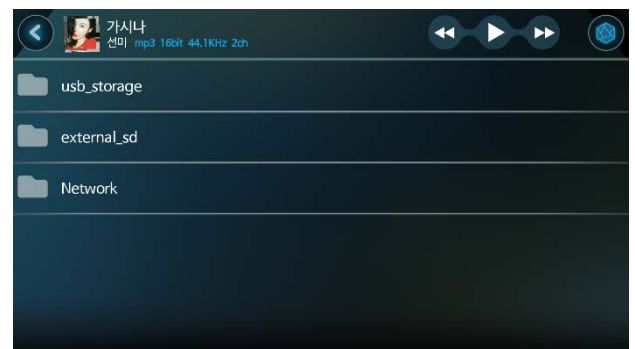 가시나
선미 mp3 16bit 44.1KHz 2ch
usb_storage
external_sd
Network